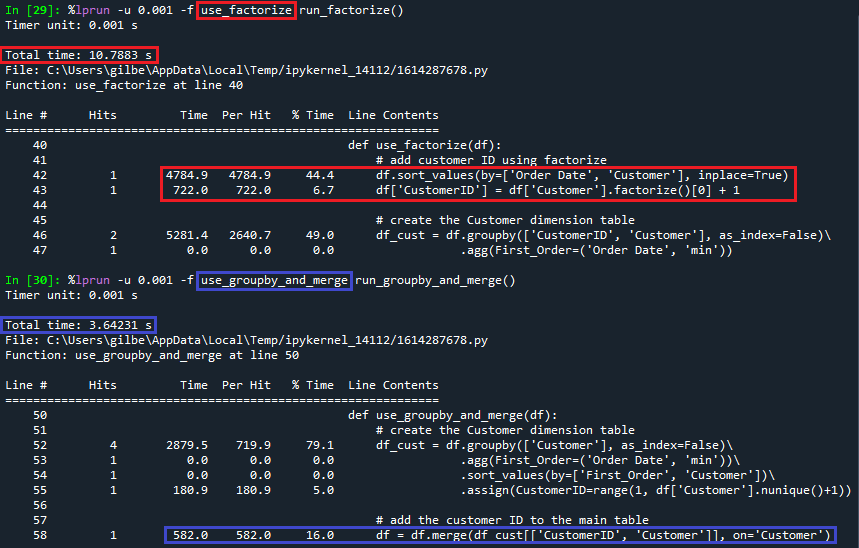 In [29]: %lprun -u 0.001 -f use_factorize run_factorize()
Timer unit: 0.001 s
Total time: 10.7883 s
File: C:\Users\gilbe\AppData\Local\Temp/ipykernel_14112/1614287678.py
Function: use_factorize at line 40
Line #      Hits         Time  Per Hit   % Time  Line Contents
==========================================================
    40                                           def use_factorize(df):
    41                                               # add customer ID using factorize
    42         1       4784.9   4784.9     44.4      df.sort_values(by=['Order Date', 'Customer'], inplace=True)
    43         1        722.0    722.0      6.7      df['CustomerID'] = df['Customer'].factorize()[0] + 1
    44
    45                                               # create the Customer dimension table
    46         2       5281.4   2640.7     49.0      df_cust = df.groupby(['CustomerID', 'Customer'], as_index=False)\
    47         1          0.0      0.0      0.0                  .agg(First_Order=('Order Date', 'min'))
In [30]: %lprun -u 0.001 -f use_groupby_and_merge run_groupby_and_merge()
Timer unit: 0.001 s
Total time: 3.64231 s
File: C:\Users\gilbe\AppData\Local\Temp/ipykernel_14112/1614287678.py
Function: use_groupby_and_merge at line 50
Line #      Hits         Time  Per Hit   % Time  Line Contents
==========================================================
    50                                           def use_groupby_and_merge(df):
    51                                               # create the Customer dimension table
    52         4       2879.5    719.9     79.1      df_cust = df.groupby(['Customer'], as_index=False)\
    53         1          0.0      0.0      0.0                  .agg(First_Order=('Order Date', 'min'))\
    54         1          0.0      0.0      0.0                  .sort_values(by=['First_Order', 'Customer'])\
    55         1        180.9    180.9      5.0                  .assign(CustomerID=range(1, df['Customer'].nunique()+1))
    56
    57                                               # add the customer ID to the main table
    58         1        582.0    582.0     16.0      df = df.merge(df_cust[['CustomerID', 'Customer']], on='Customer')